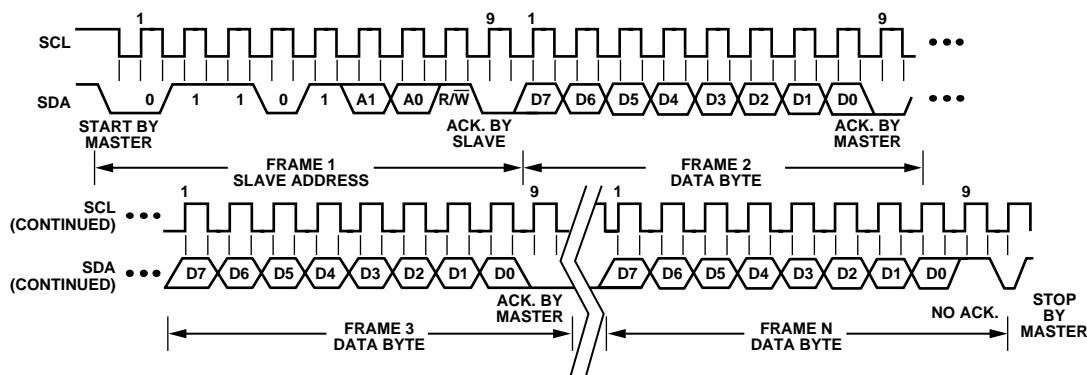 1 9 1 9
SCL
SDA 0 1 1 0 1 A1 A0 R/W̅ D7 D6 D5 D4 D3 D2 D1 D0
START BY MASTER
ACK. BY SLAVE
ACK. BY MASTER
FRAME 1
SLAVE ADDRESS
FRAME 2
DATA BYTE
1 9 1 9
SCL
(CONTINUED)
SDA
(CONTINUED)
D7 D6 D5 D4 D3 D2 D1 D0 D7 D6 D5 D4 D3 D2 D1 D0
ACK. BY
MASTER
NO ACK.
STOP
BY
MASTER
FRAME 3
DATA BYTE
FRAME N
DATA BYTE